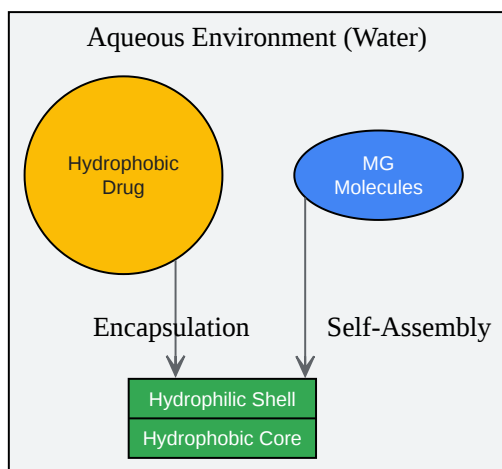 Aqueous Environment (Water)
Hydrophobic
Drug
MG
Molecules
Encapsulation
Self-Assembly
Hydrophilic Shell
Hydrophobic Core